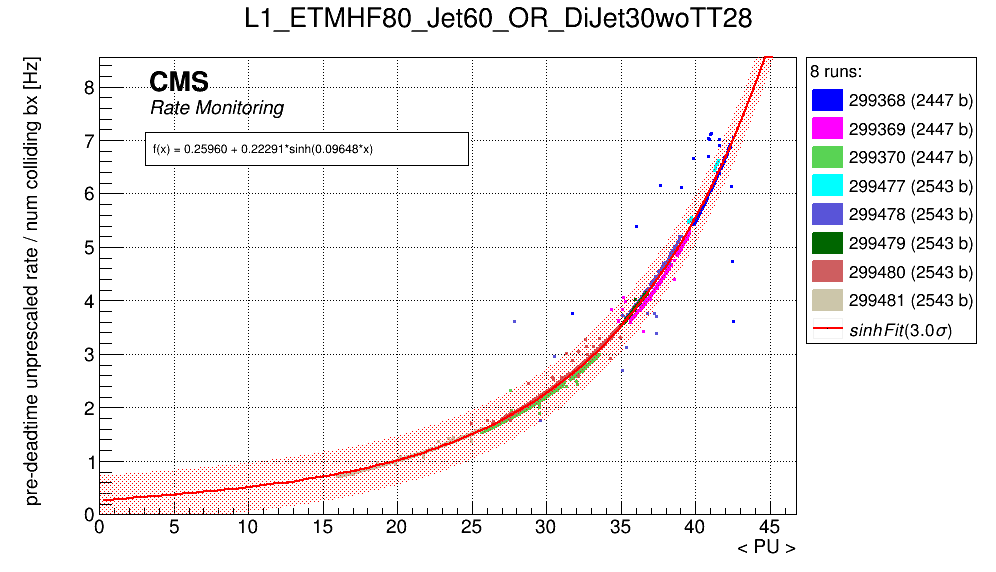 L1_ETMHF80_Jet60_OR_DiJet30woTT28
pre-deadtime unprescaled rate / num colliding bx [Hz]
CMS
Rate Monitoring
f(x) = 0.25960 + 0.22291*sinh(0.09648*x)
8
7
6
5
4
3
2
1
0
0 5 10 15 20 25 30 35 40 45
< PU >
8 runs:
299368 (2447 b)
299369 (2447 b)
299370 (2447 b)
299477 (2543 b)
299478 (2543 b)
299479 (2543 b)
299480 (2543 b)
299481 (2543 b)
sinhFit(3.0σ)